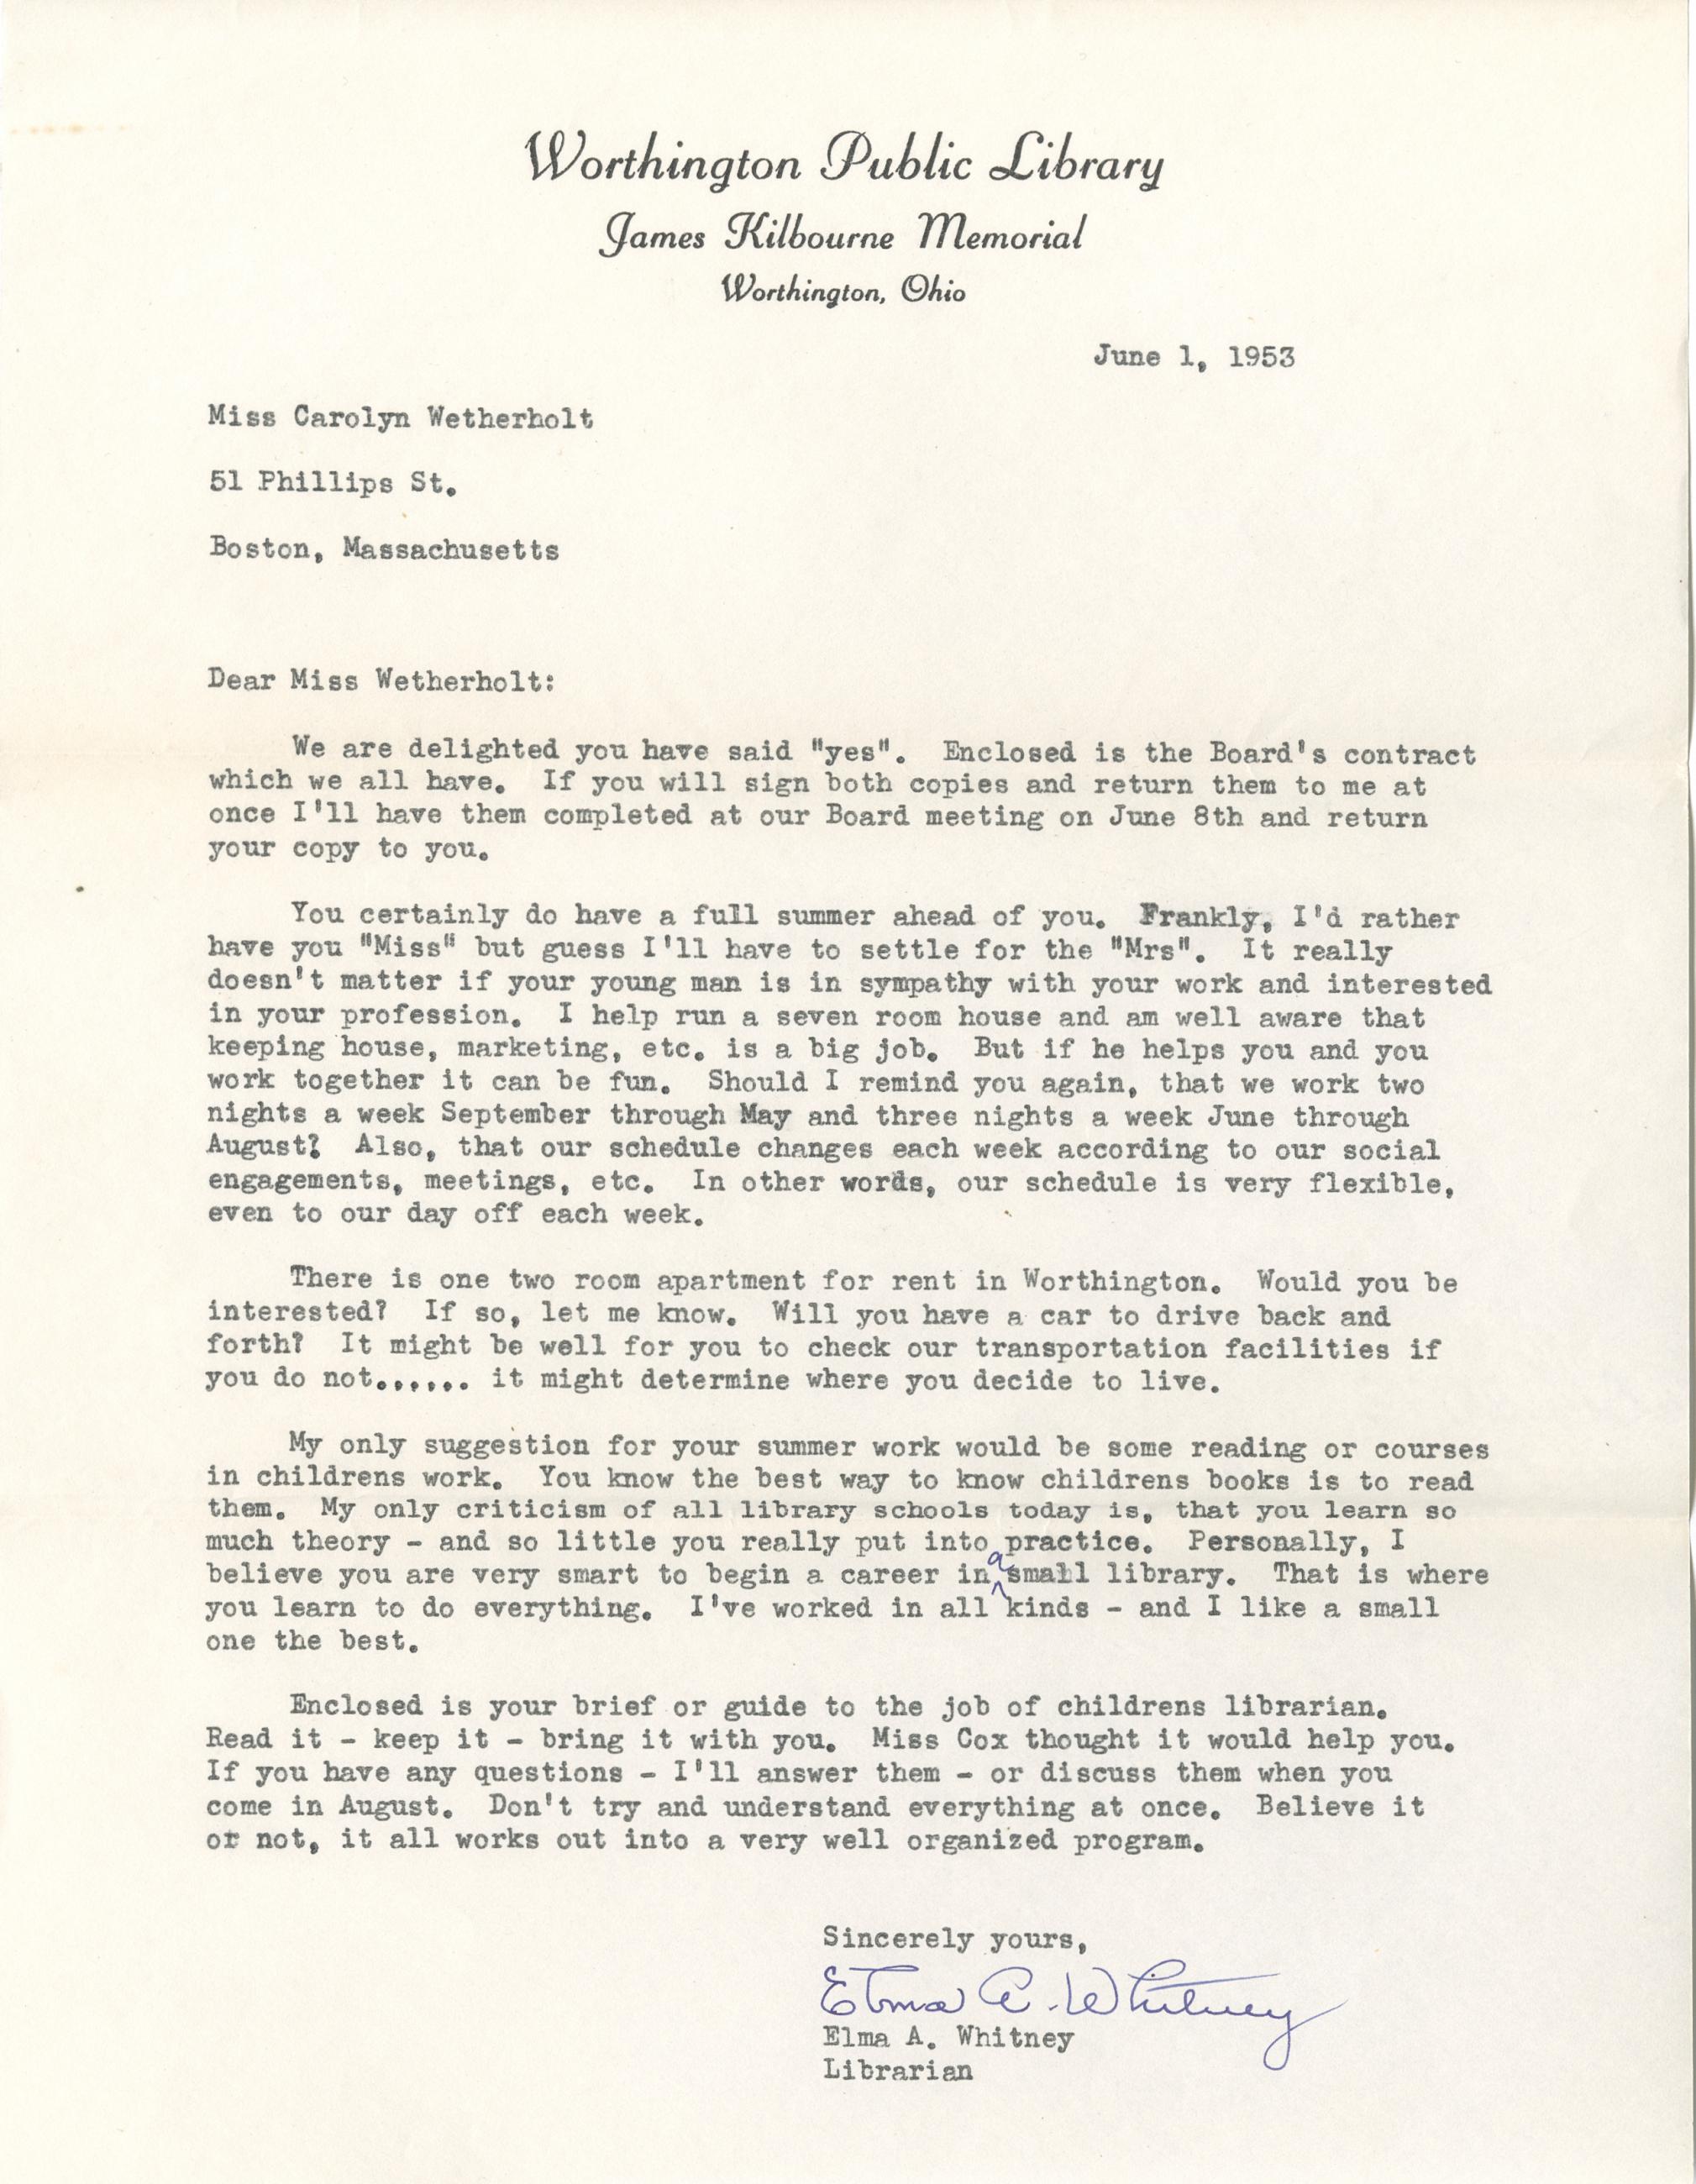 Worthington Public Library
James Kilbourne Memorial
Worthington, Ohio
June 1, 1953
Miss Carolyn Wetherholt
51 Phillips St.
Boston, Massachusetts
Dear Miss Wetherholt:
We are delighted you have said "yes". Enclosed is the Board's contract
which we all have. If you will sign both copies and return them to me at
once I'll have them completed at our Board meeting on June 8th and return
your copy to you.
You certainly do have a full summer ahead of you. Frankly, I'd rather
have you "Miss" but guess I'll have to settle for the "Mrs". It really
doesn't matter if your young man is in sympathy with your work and interested
in your profession. I help run a seven room house and am well aware that
keeping house, marketing, etc. is a big job. But if he helps you and you
work together it can be fun. Should I remind you again, that we work two
nights a week September through May and three nights a week June through
August? Also, that our schedule changes each week according to our social
engagements, meetings, etc. In other words, our schedule is very flexible,
even to our day off each week.
There is one two room apartment for rent in Worthington. Would you be
interested? If so, let me know. Will you have a car to drive back and
forth? It might be well for you to check our transportation facilities if
you do not...... it might determine where you decide to live.
My only suggestion for your summer work would be some reading or courses
in childrens work. You know the best way to know childrens books is to read
them. My only criticism of all library schools today is, that you learn so
much theory - and so little you really put into practice. Personally, I
believe you are very smart to begin a career in a small library. That is where
you learn to do everything. I've worked in all kinds - and I like a small
one the best.
Enclosed is your brief or guide to the job of childrens librarian.
Read it - keep it - bring it with you. Miss Cox thought it would help you.
If you have any questions - I'll answer them - or discuss them when you
come in August. Don't try and understand everything at once. Believe it
or not, it all works out into a very well organized program.
Sincerely yours,
Elma A. Whitney
Elma A. Whitney
Librarian